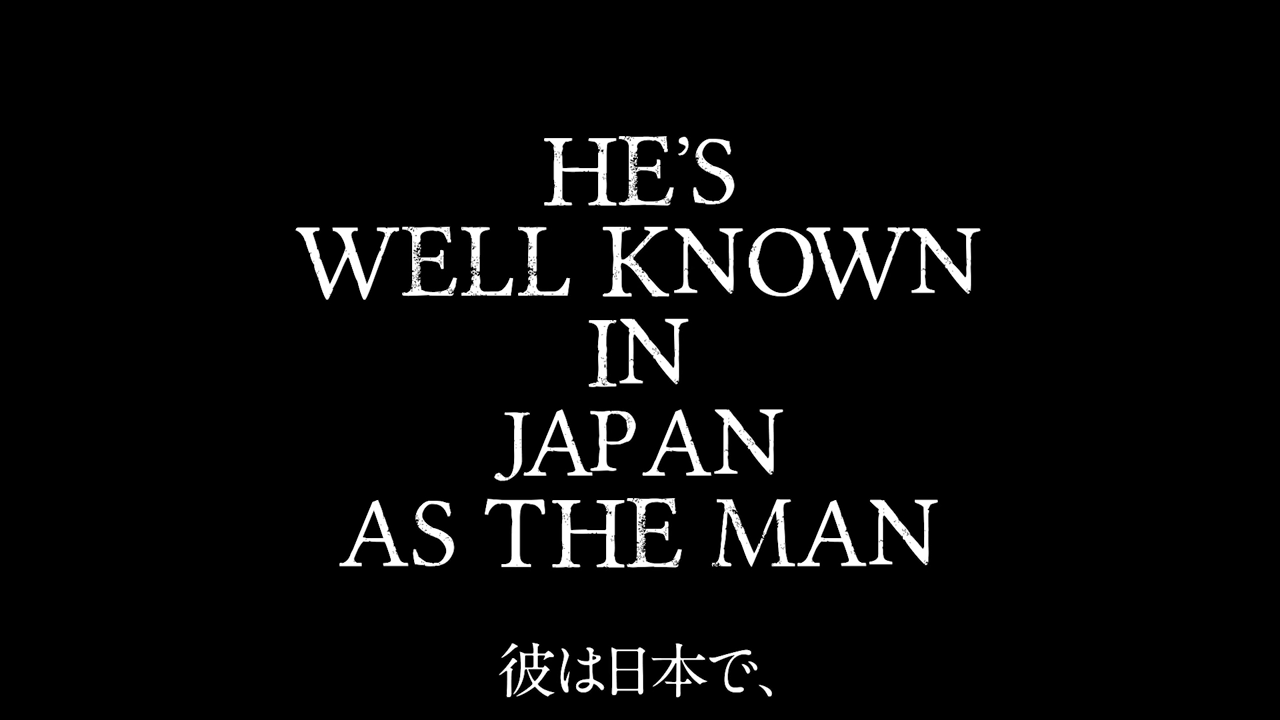 HE’S
WELL KNOWN
IN
JAPAN
AS THE MAN
彼は日本で、